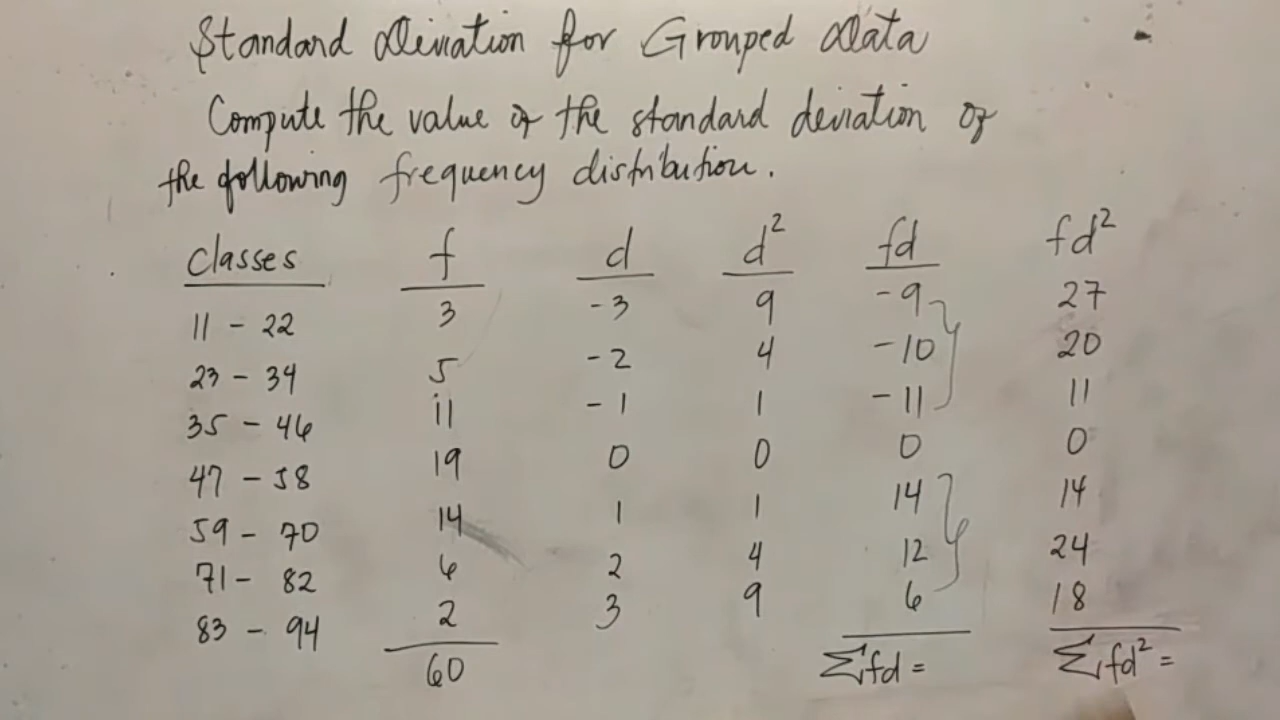 Standard Deviation for Grouped Data
Compute the value of the standard deviation of
the following frequency distribution.
classes f d d² fd fd²
11 - 22 3 -3 9 -9 27
23 - 34 5 -2 4 -10 20
35 - 46 11 -1 1 -11 11
47 - 58 19 0 0 0 0
59 - 70 14 1 1 14 14
71 - 82 6 2 4 12 24
83 - 94 2 3 9 6 18
60 Σfd = Σfd² =